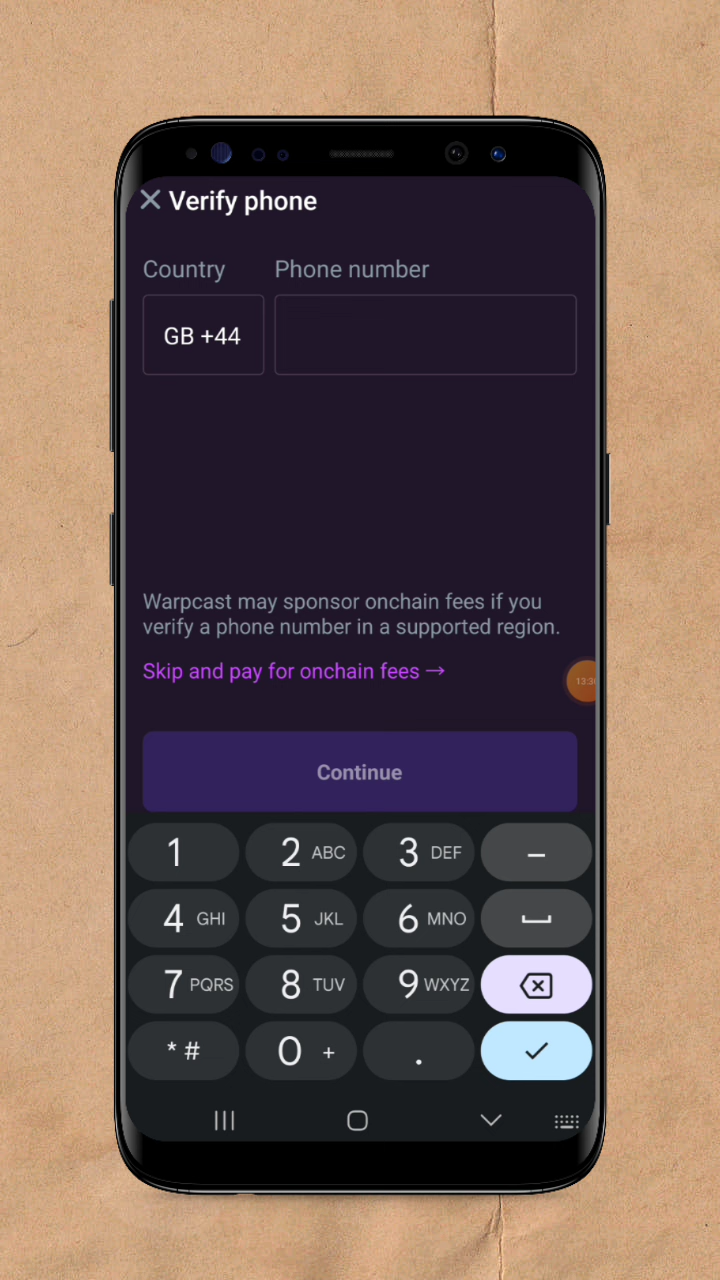 Verify phone
Country Phone number
GB +44
Warpcast may sponsor onchain fees if you
verify a phone number in a supported region.
Skip and pay for onchain fees →
Continue
1 2 ABC 3 DEF –
4 GHI 5 JKL 6 MNO
7 PQRS 8 TUV 9 WXYZ
* # 0 + .